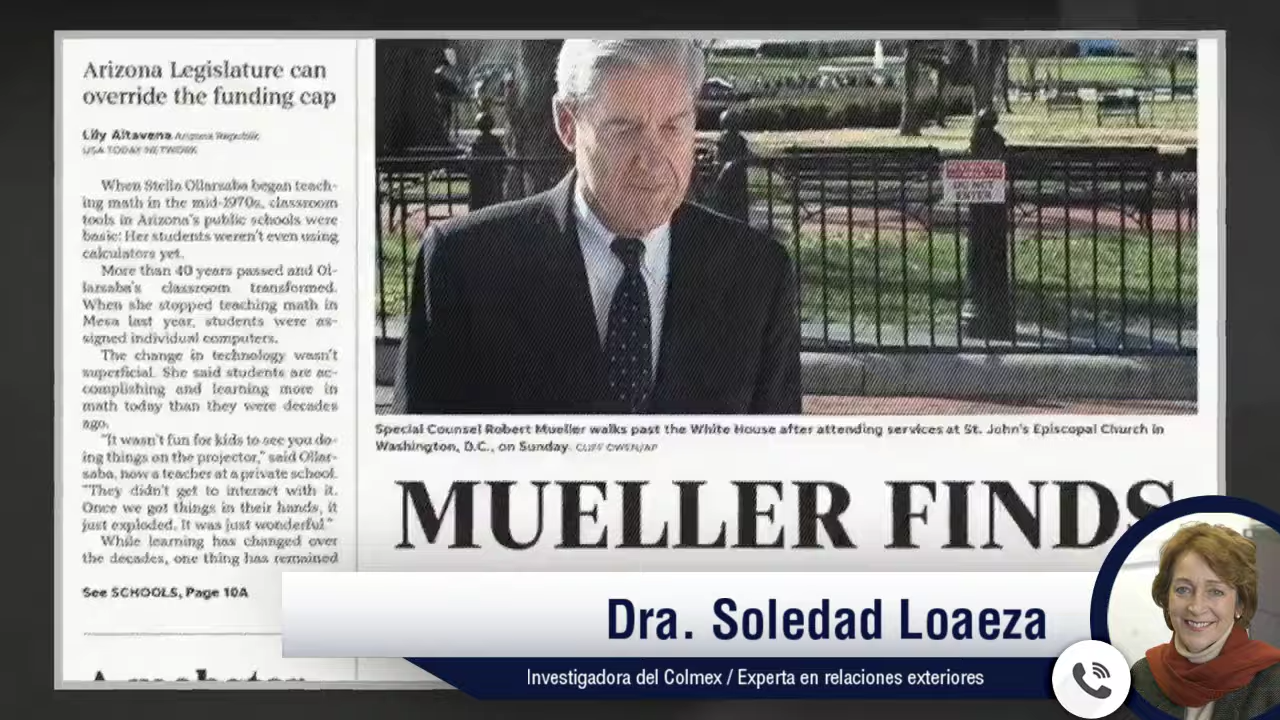 Arizona Legislature can
override the funding cap
Lily Altavena Arizona Republic
USA TODAY NETWORK
When Stella Ollarsaba began teach-
ing math in the mid-1970s, classroom
tools in Arizona's public schools were
basic: Her students weren't even using
calculators yet.
More than 40 years passed and Ol-
larsaba's classroom transformed.
When she stopped teaching math in
Mesa last year, students were as-
signed individual computers.
The change in technology wasn't
superficial. She said students are ac-
complishing and learning more in
math today than they were decades
ago.
"It wasn't fun for kids to see you do-
ing things on the projector," said Ollar-
saba, now a teacher at a private school.
"They didn't get to interact with it.
Once we got things in their hands, it
just exploded. It was just wonderful."
While learning has changed over
the decades, one thing has remained
See SCHOOLS, Page 10A
DO NOT
ENTER
Special Counsel Robert Mueller walks past the White House after attending services at St. John's Episcopal Church in
Washington, D.C., on Sunday. CLIFF OWEN/AP
MUELLER FINDS
Dra. Soledad Loaeza
Investigadora del Colmex / Experta en relaciones exteriores